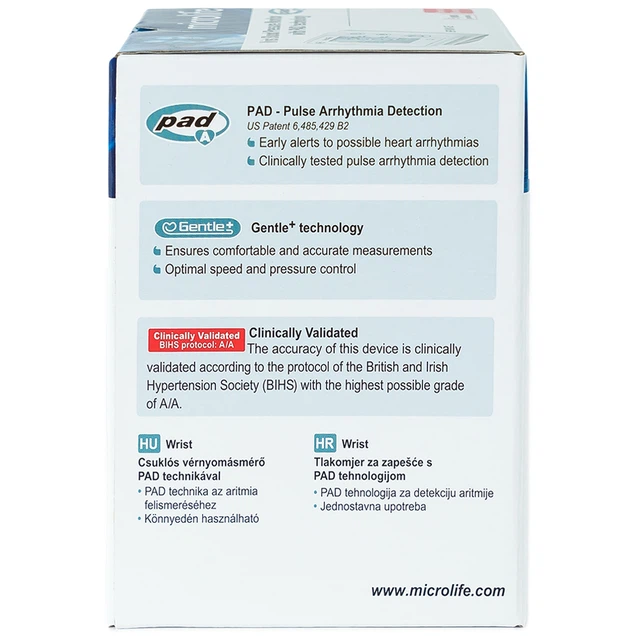 microlife
pad
A
PAD - Pulse Arrhythmia Detection
US Patent 6,485,429 B2
Early alerts to possible heart arrhythmias
Clinically tested pulse arrhythmia detection
Gentle+
Gentle+ technology
Ensures comfortable and accurate measurements
Optimal speed and pressure control
Clinically Validated
BIHS protocol: A/A
Clinically Validated
The accuracy of this device is clinically
validated according to the protocol of the British and Irish
Hypertension Society (BIHS) with the highest possible grade
of A/A.
HU Wrist
Csuklós vérnyomásmérő
PAD technikával
• PAD technika az aritmia
felismeréséhez
• Könnyedén használható
HR Wrist
Tlakomjer za zapešće s
PAD tehnologijom
• PAD tehnologija za detekciju aritmije
• Jednostavna upotreba
www.microlife.com